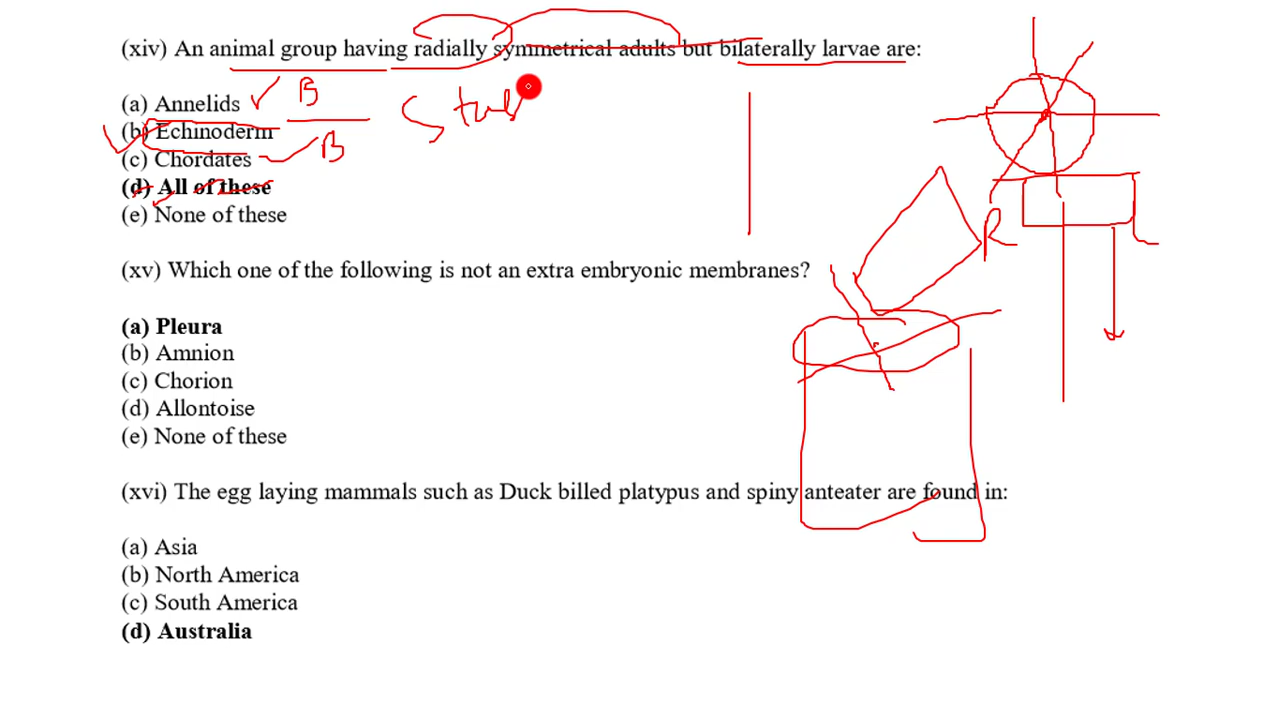 (xiv) An animal group having radially symmetrical adults but bilaterally larvae are:
(a) Annelids B
(b) Echinoderm
(c) Chordates B
(d) All of these
(e) None of these
R
(xv) Which one of the following is not an extra embryonic membranes?
(a) Pleura
(b) Amnion
(c) Chorion
(d) Allontoise
(e) None of these
(xvi) The egg laying mammals such as Duck billed platypus and spiny anteater are found in:
(a) Asia
(b) North America
(c) South America
(d) Australia